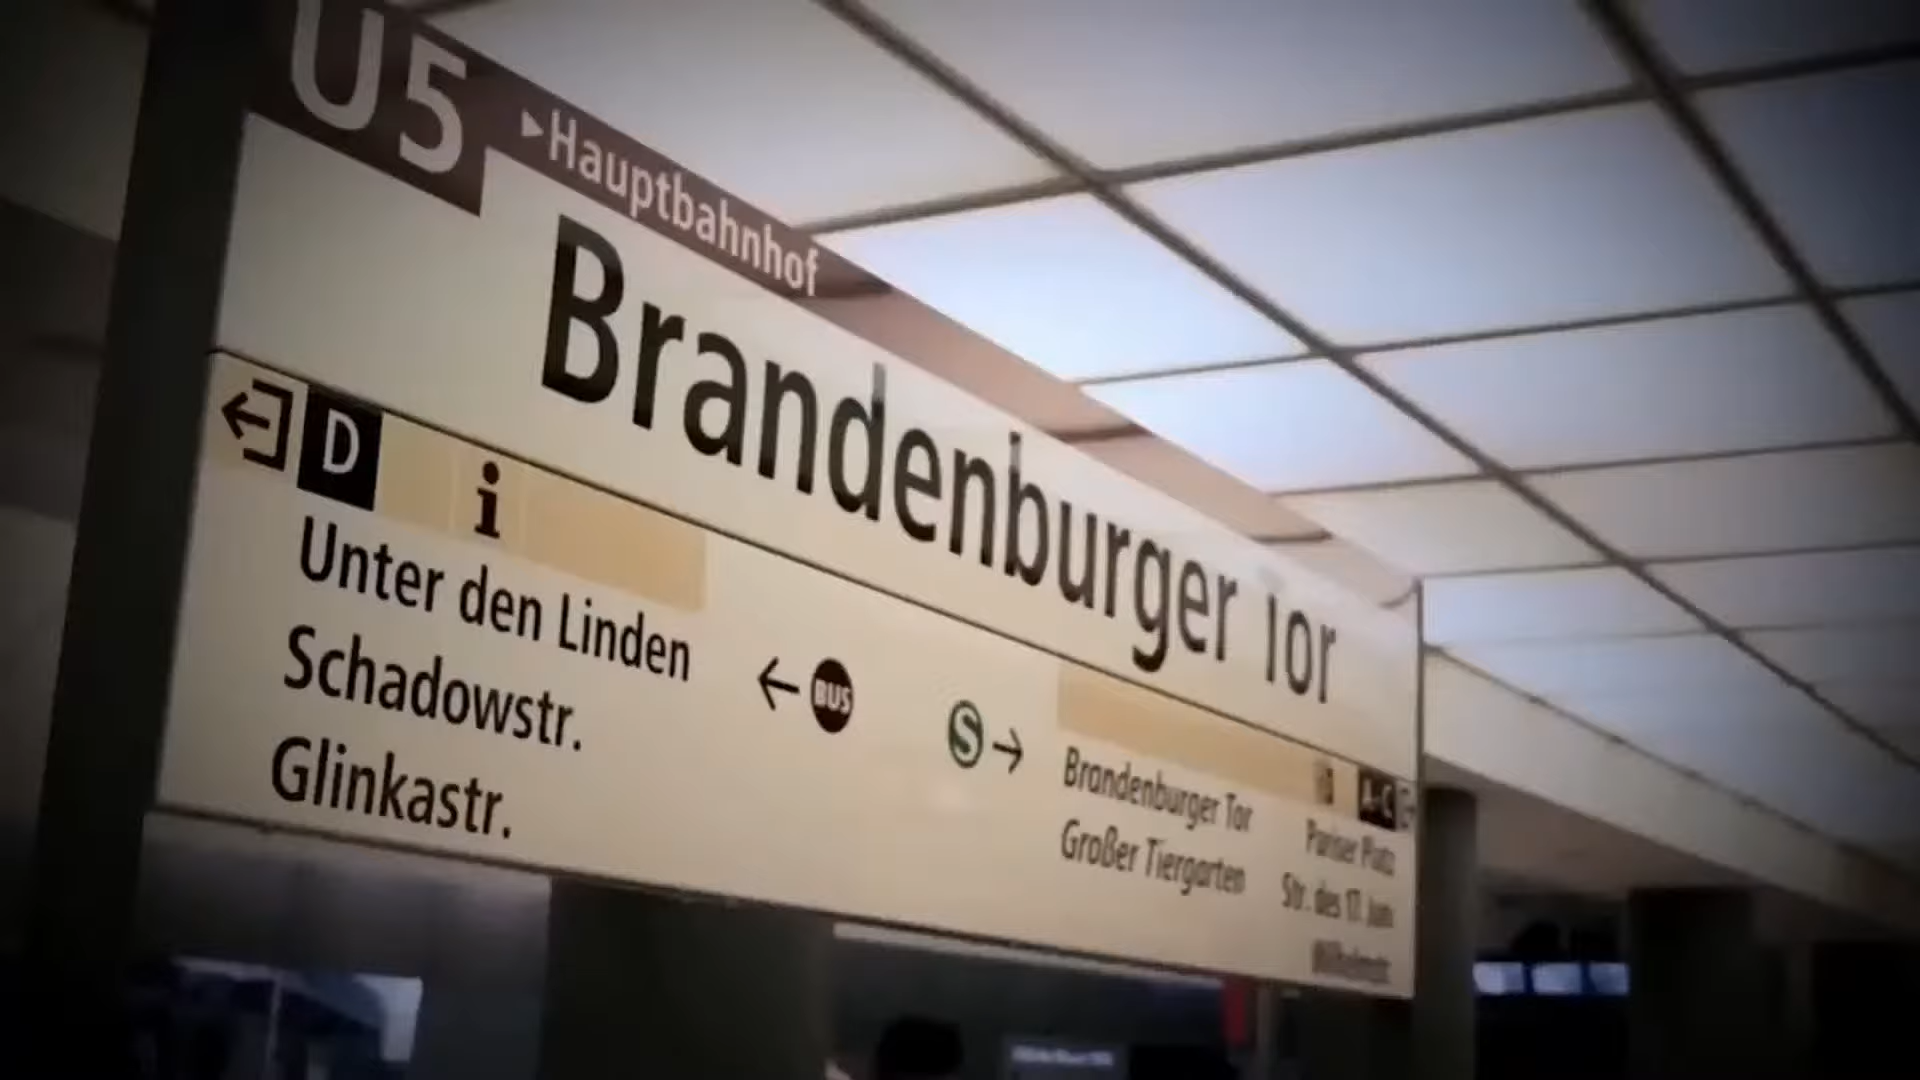 U5 ▸Hauptbahnhof
Brandenburger Tor
D i
Unter den Linden
Schadowstr.
Glinkastr.
← BUS
S →
Brandenburger Tor
Großer Tiergarten
A-C
Pariser Platz
Str. des 17. Juni
Wilhelmstr.